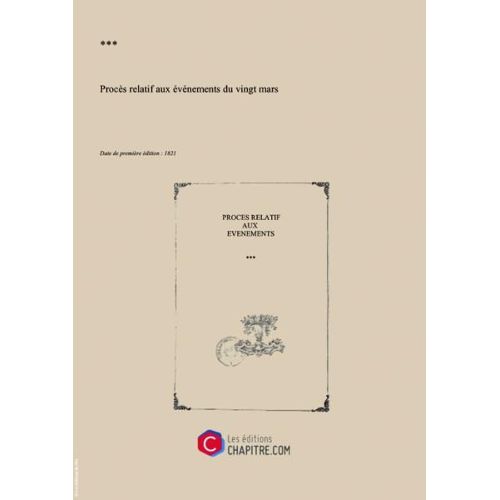 ***
Procès relatif aux événements du vingt mars
Date de première édition : 1821
PROCES RELATIF
AUX
EVENEMENTS
***
C
Les éditions
CHAPITRE.COM